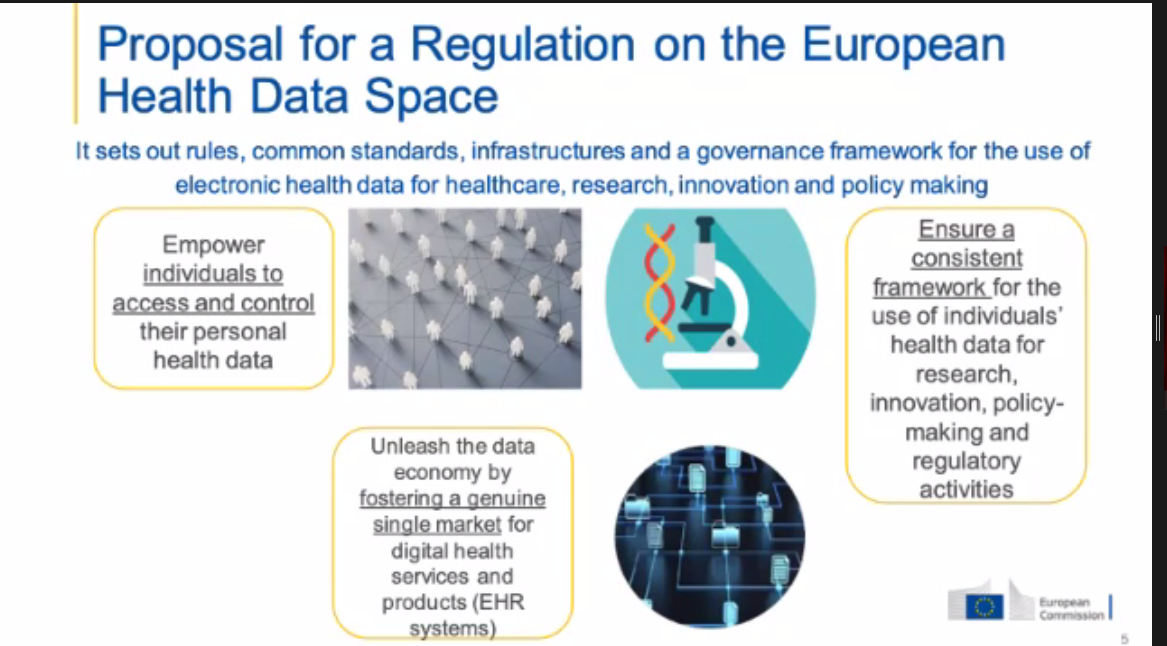 Proposal for a Regulation on the European
Health Data Space
It sets out rules, common standards, infrastructures and a governance framework for the use of
electronic health data for healthcare, research, innovation and policy making
Empower
individuals to
access and control
their personal
health data
Ensure a
consistent
framework for the
use of individuals'
health data for
research,
innovation, policy-
making and
regulatory
activities
Unleash the data
economy by
fostering a genuine
single market for
digital health
services and
products (EHR
systems)
European
Commission
5